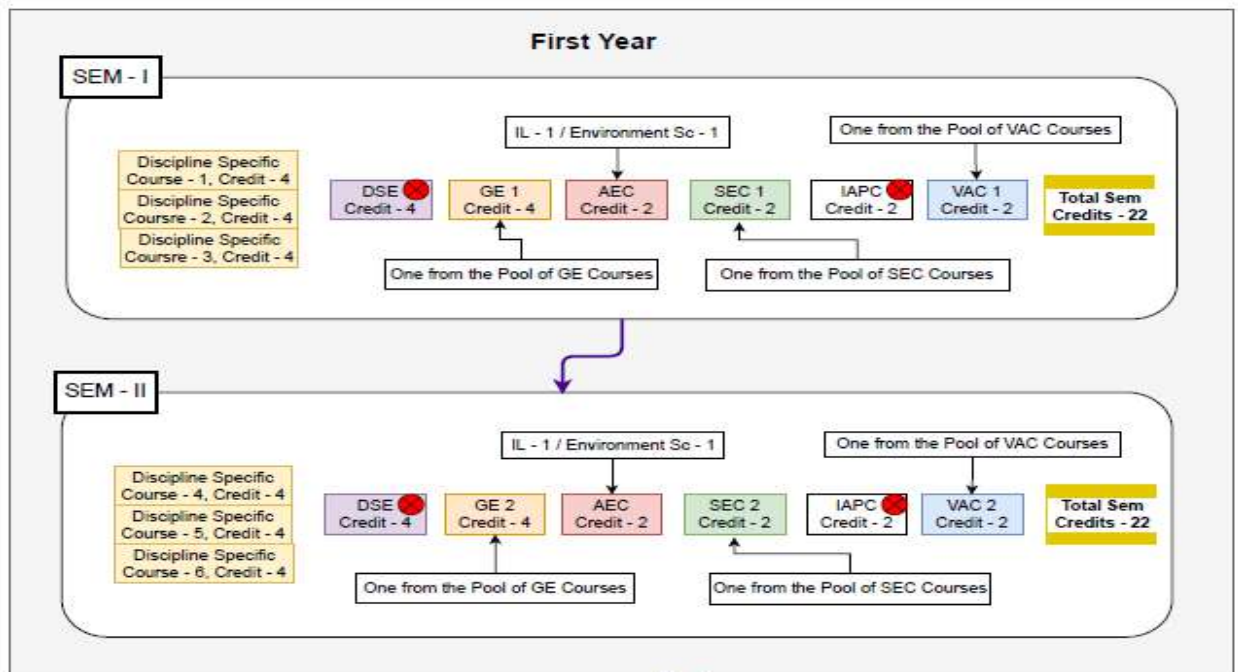 First Year
SEM - I
IL - 1 / Environment Sc - 1
One from the Pool of VAC Courses
Discipline Specific
Course - 1, Credit - 4
Discipline Specific
Coursre - 2, Credit - 4
Discipline Specific
Coursre - 3, Credit - 4
DSE
Credit - 4
GE 1
Credit - 4
AEC
Credit - 2
SEC 1
Credit - 2
IAPC
Credit - 2
VAC 1
Credit - 2
Total Sem
Credits - 22
One from the Pool of GE Courses
One from the Pool of SEC Courses
SEM - II
IL - 1 / Environment Sc - 1
One from the Pool of VAC Courses
Discipline Specific
Course - 4, Credit - 4
Discipline Specific
Course - 5, Credit - 4
Discipline Specific
Course - 6, Credit - 4
DSE
Credit - 4
GE 2
Credit - 4
AEC
Credit - 2
SEC 2
Credit - 2
IAPC
Credit - 2
VAC 2
Credit - 2
Total Sem
Credits - 22
One from the Pool of GE Courses
One from the Pool of SEC Courses